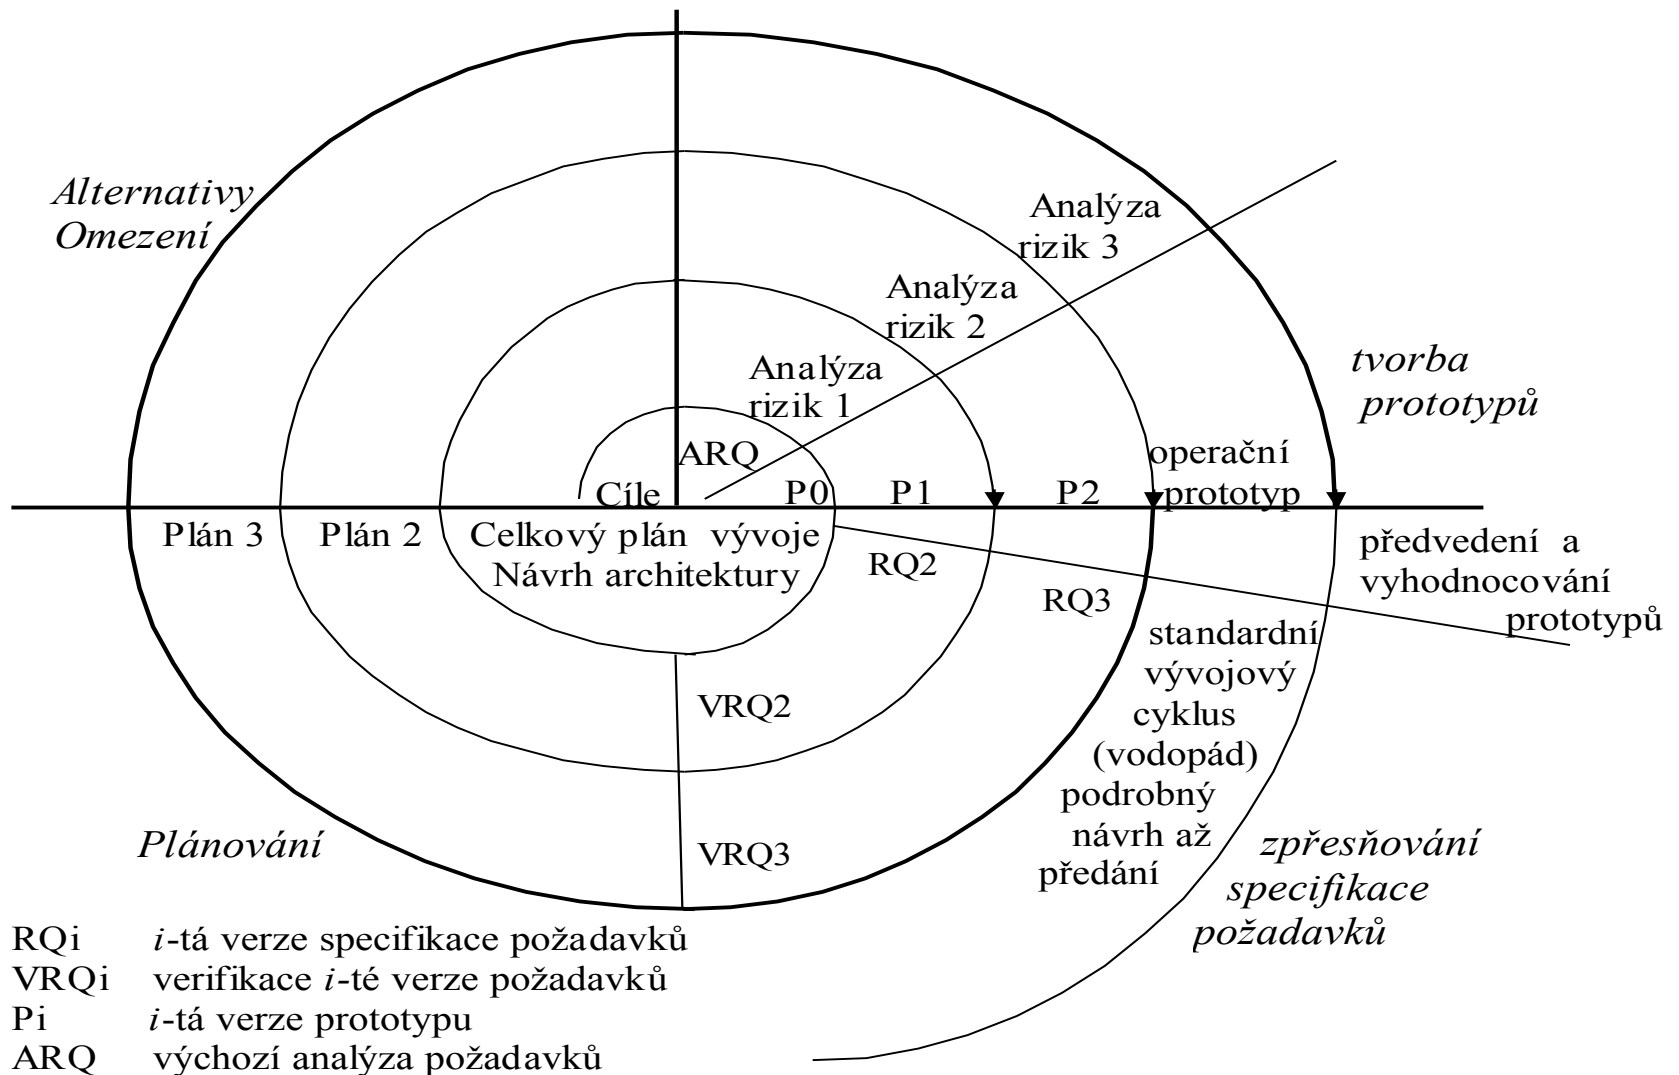 Alternativy
Omezení
Analýza
rizik 3
Analýza
rizik 2
Analýza
rizik 1
tvorba
prototypů
ARQ
operační
prototyp
Cíle
P0
P1
P2
Plán 3
Plán 2
Celkový plán vývoje
Návrh architektury
RQ2
RQ3
předvedení a
vyhodnocování
prototypů
standardní
vývojový
cyklus
(vodopád)
podrobný
návrh až
předání
VRQ2
VRQ3
Plánování
zpřesňování
specifikace
požadavků
RQi i-tá verze specifikace požadavků
VRQi verifikace i-té verze požadavků
Pi i-tá verze prototypu
ARQ výchozí analýza požadavků